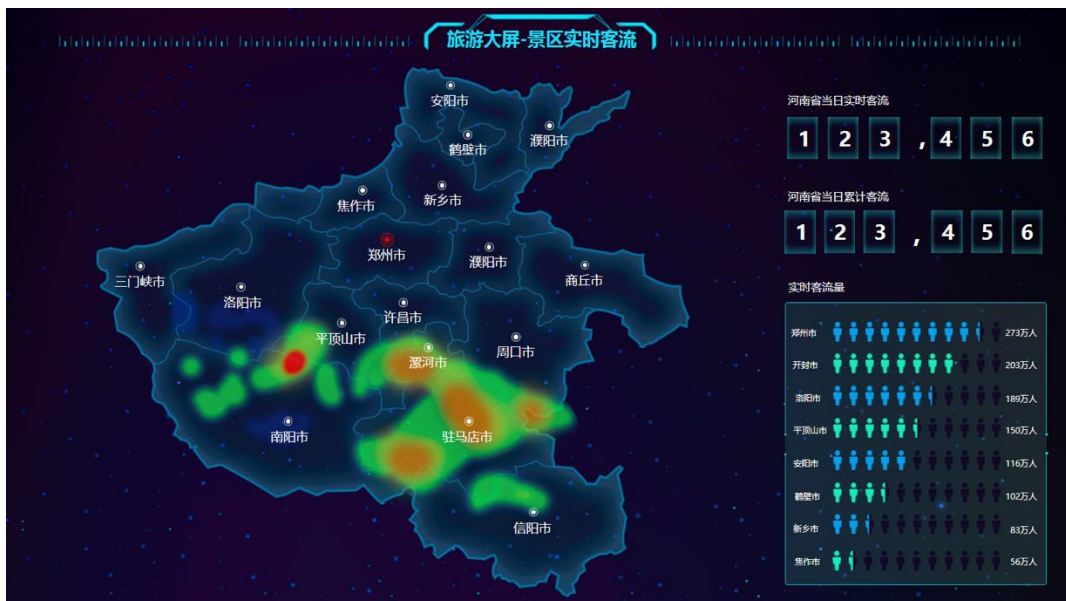 旅游大屏-景区实时客流
安阳市
鹤壁市
濮阳市
焦作市
新乡市
郑州市
濮阳市
三门峡市
洛阳市
商丘市
许昌市
平顶山市
漯河市
周口市
南阳市
驻马店市
信阳市
河南省当日实时客流
123,456
河南省当日累计客流
123,456
实时客流量
郑州市 273万人
开封市 203万人
洛阳市 189万人
平顶山市 150万人
安阳市 116万人
鹤壁市 102万人
新乡市 83万人
焦作市 56万人